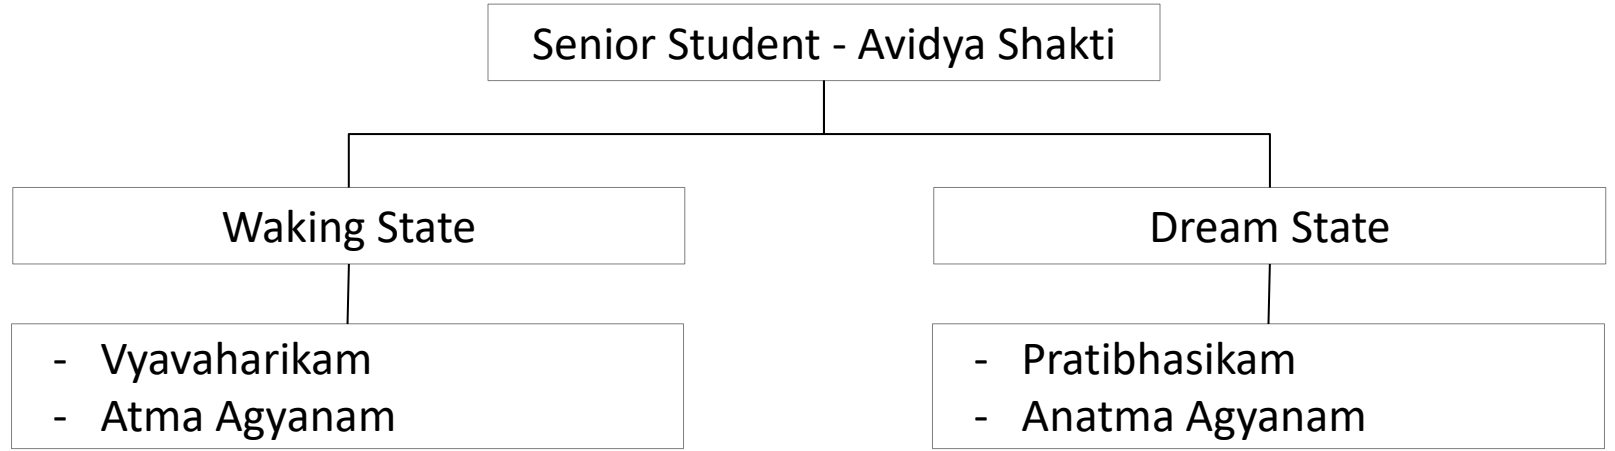 Senior Student - Avidya Shakti
Waking State
Dream State
- Vyavaharikam
- Atma Agyanam
- Pratibhasikam
- Anatma Agyanam